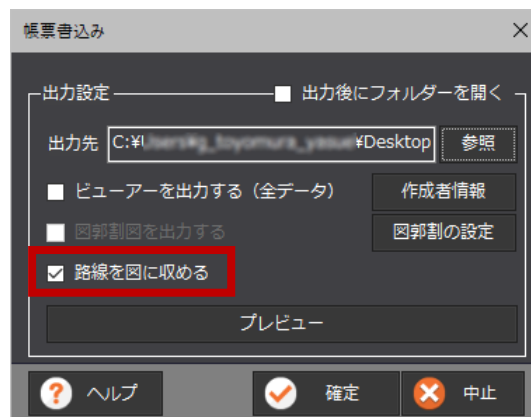 帳票書込み
出力設定 出力後にフォルダーを開く
出力先 C:¥ ¥Desktop 参照
ビューアーを出力する（全データ） 作成者情報
図郭割図を出力する 図郭割の設定
路線を図に収める
プレビュー
? ヘルプ 確定 中止